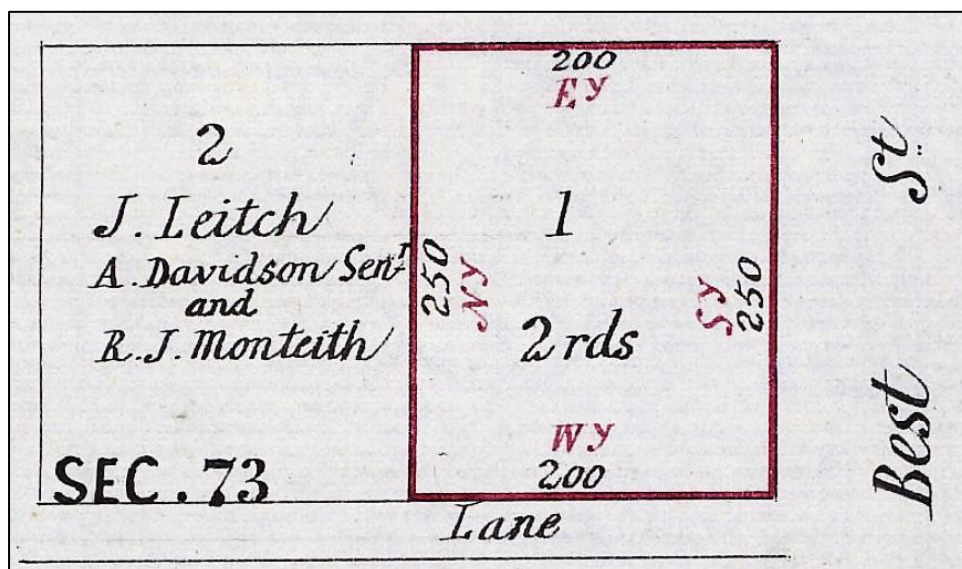 200
EY
2
J. Leitch
A. Davidson Senr
and
R. J. Monteith
1
2 rds
250
NY
SY
250
WY
200
SEC. 73
Lane
Best St.